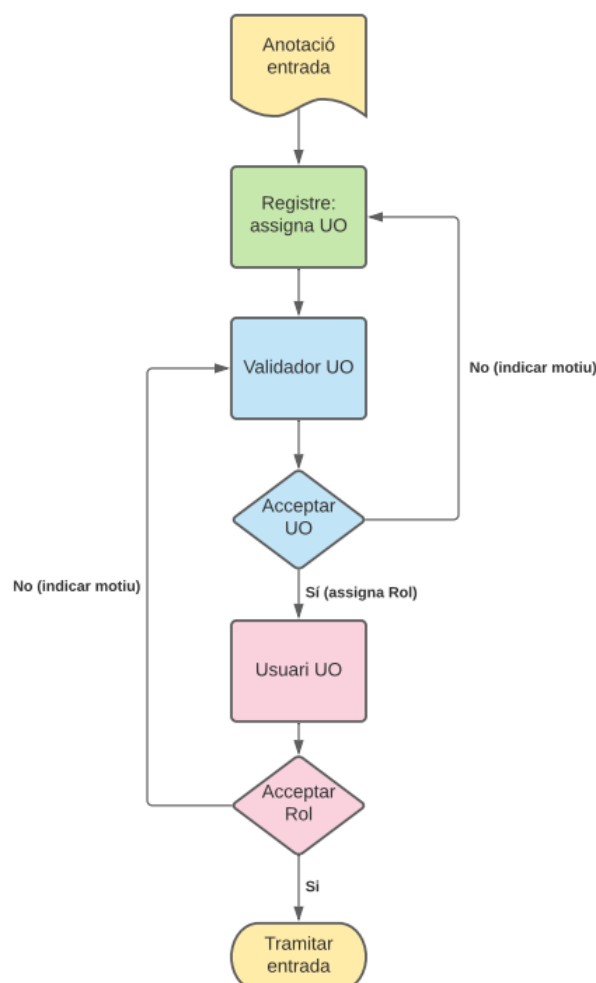 Anotació
entrada
Registre:
assigna UO
Validador UO
No (indicar motiu)
Acceptar
UO
No (indicar motiu)
Sí (assigna Rol)
Usuari UO
Acceptar
Rol
Si
Tramitar
entrada